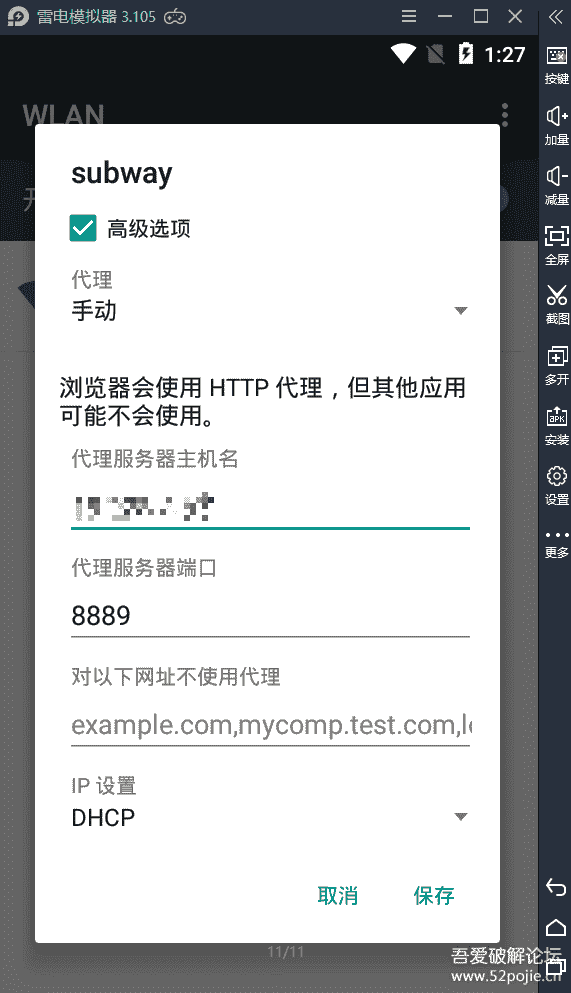 雷电模拟器 3.105
1:27
WLAN
开
subway
高级选项
代理
手动
浏览器会使用 HTTP 代理，但其他应用
可能不会使用。
代理服务器主机名
代理服务器端口
8889
对以下网址不使用代理
example.com,mycomp.test.com,l
IP 设置
DHCP
取消
保存
11/11
按键
加量
减量
全屏
截图
多开
APK
安装
设置
更多
吾爱破解论坛
www.52pojie.cn